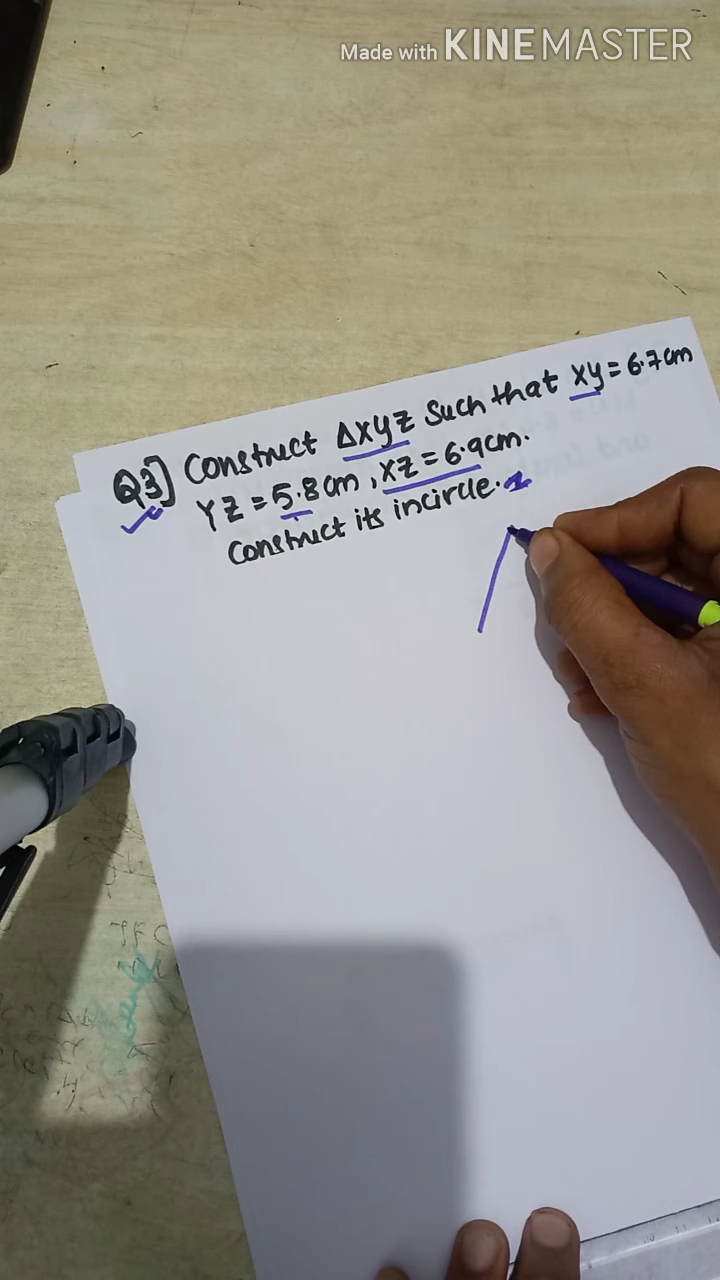 Made with KINEMASTER
Q3] Construct ΔXYZ such that XY = 6.7cm
YZ = 5.8cm, XZ = 6.9cm.
Construct its incircle.